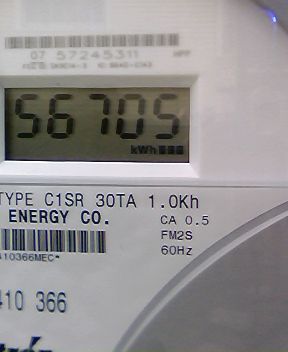 07 57245311
56705
kWh
TYPE C1SR 30TA 1.0Kh
ENERGY CO.
CA 0.5
FM2S
60Hz
410366MEC*
410 366